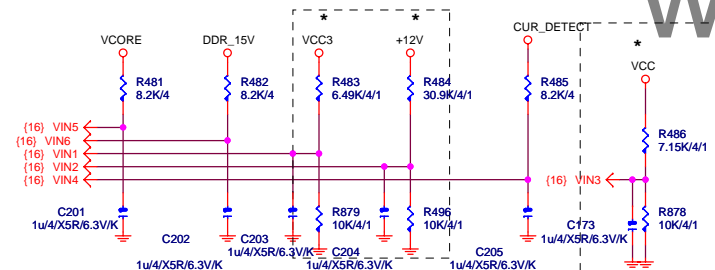 W
* *
CUR_DETECT
*
VCORE DDR_15V VCC3 +12V
VCC
R481 R482 R483 R484 R485
8.2K/4 8.2K/4 6.49K/4/1 30.9K/4/1 8.2K/4
{16} VIN5
{16} VIN6
{16} VIN1
{16} VIN2
{16} VIN4
R486
7.15K/4/1
{16} VIN3
C201 R879 R496 C173 R878
1u/4/X5R/6.3V/K 10K/4/1 10K/4/1 1u/4/X5R/6.3V/K 10K/4/1
C202 C203 C204 C205
1u/4/X5R/6.3V/K 1u/4/X5R/6.3V/K 1u/4/X5R/6.3V/K 1u/4/X5R/6.3V/K